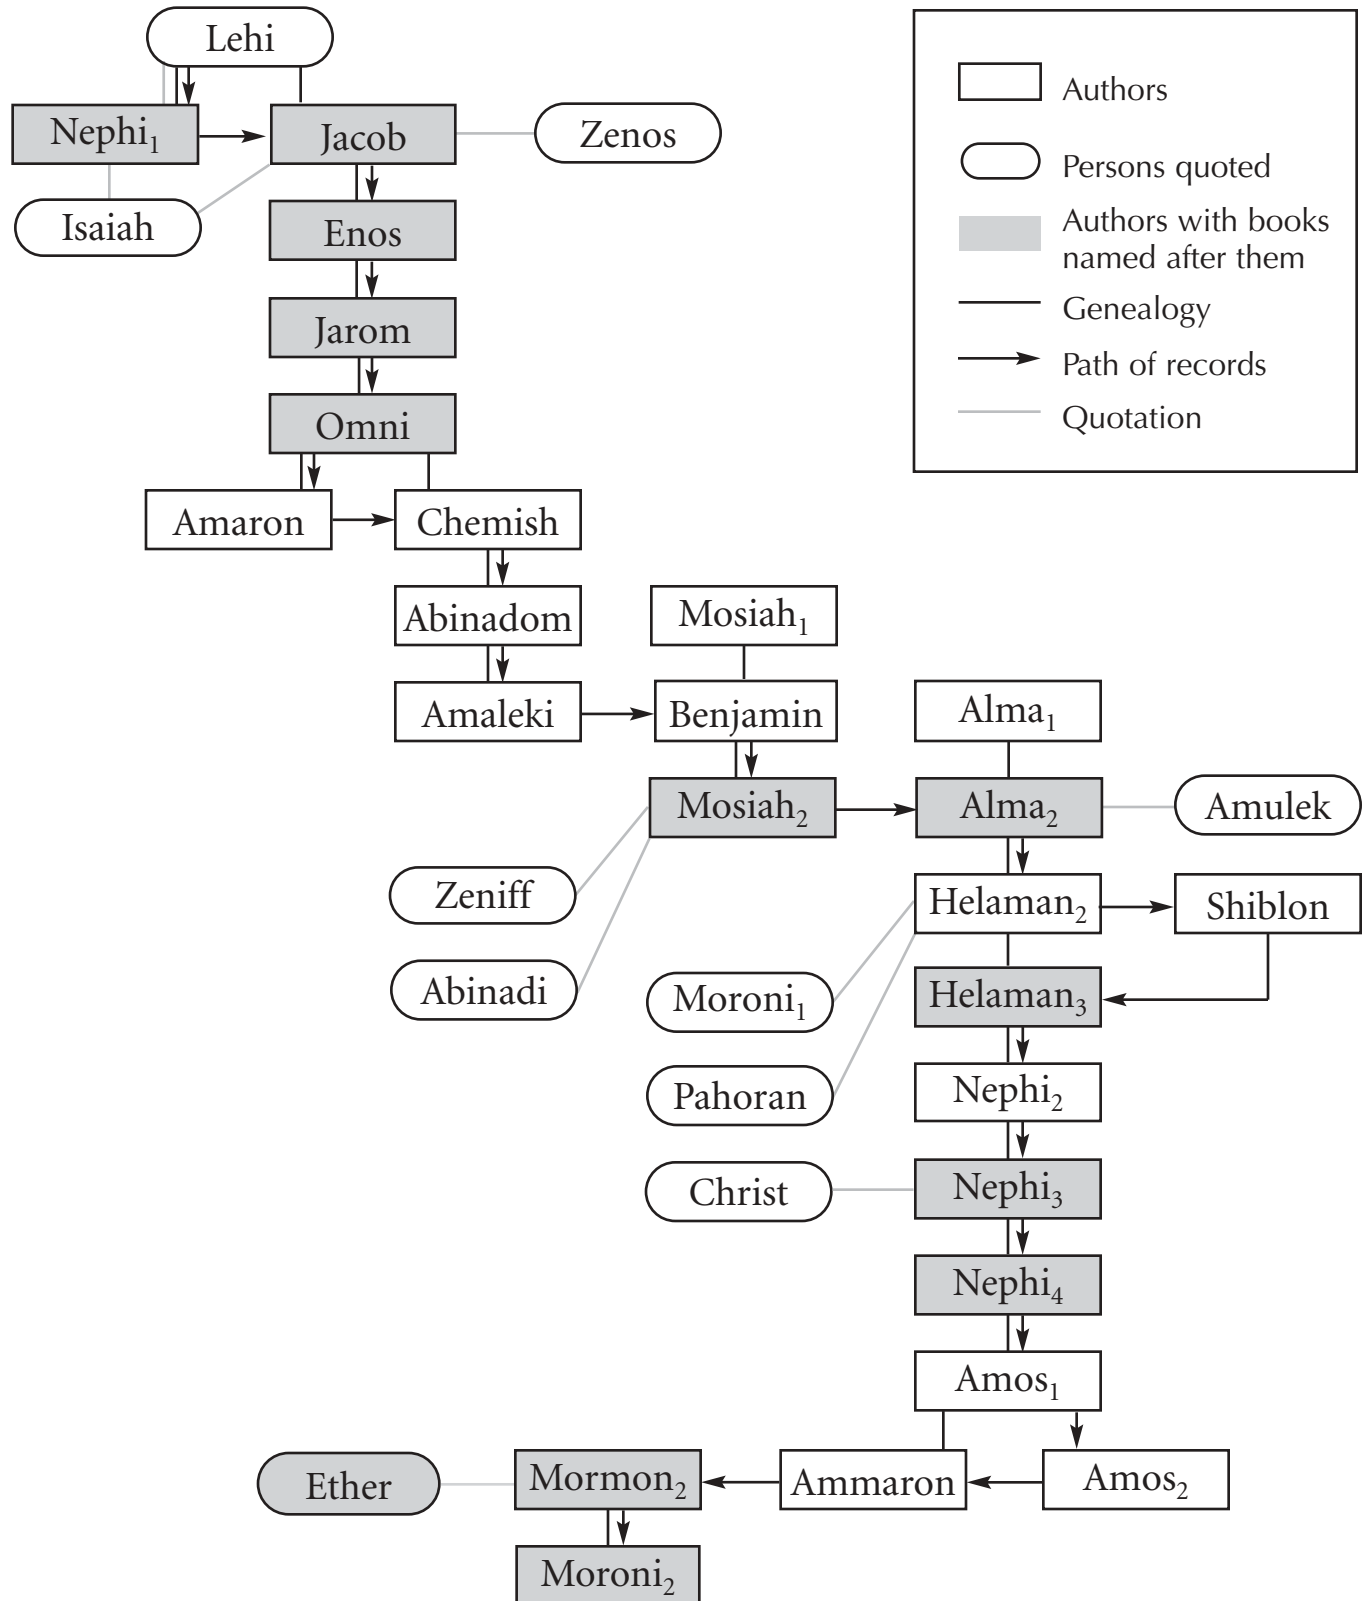 Lehi
Nephi₁
Jacob
Zenos
Isaiah
Enos
Jarom
Omni
Amaron
Chemish
Abinadom
Mosiah₁
Amaleki
Benjamin
Alma₁
Mosiah₂
Alma₂
Amulek
Zeniff
Helaman₂
Shiblon
Abinadi
Moroni₁
Helaman₃
Pahoran
Nephi₂
Christ
Nephi₃
Nephi₄
Amos₁
Ether
Mormon₂
Ammaron
Amos₂
Moroni₂
Authors
Persons quoted
Authors with books
named after them
Genealogy
Path of records
Quotation